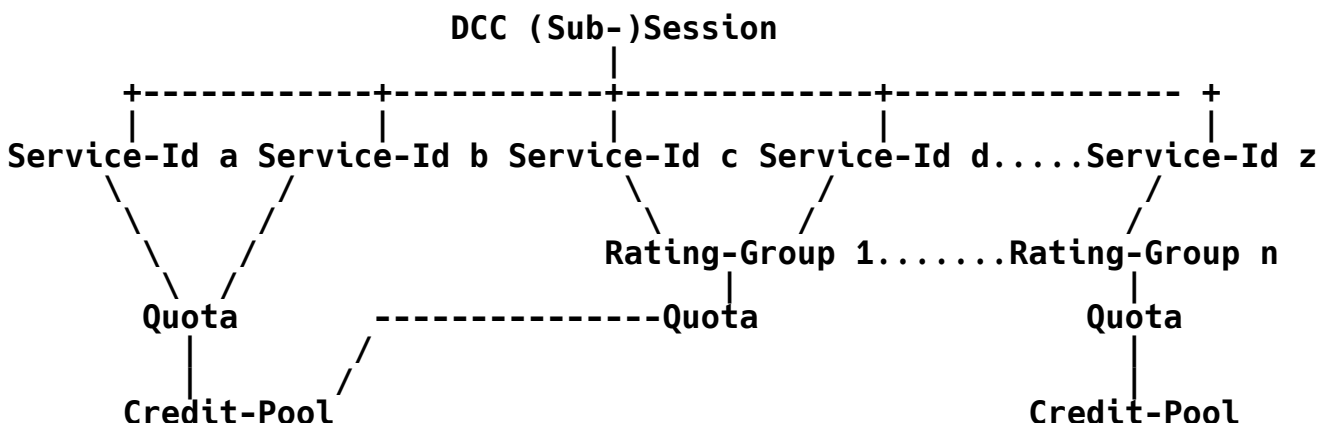 DCC (Sub-)Session
Service-Id a Service-Id b Service-Id c Service-Id d.....Service-Id z
Rating-Group 1.......Rating-Group n
Quota ---------------Quota Quota
Credit-Pool Credit-Pool